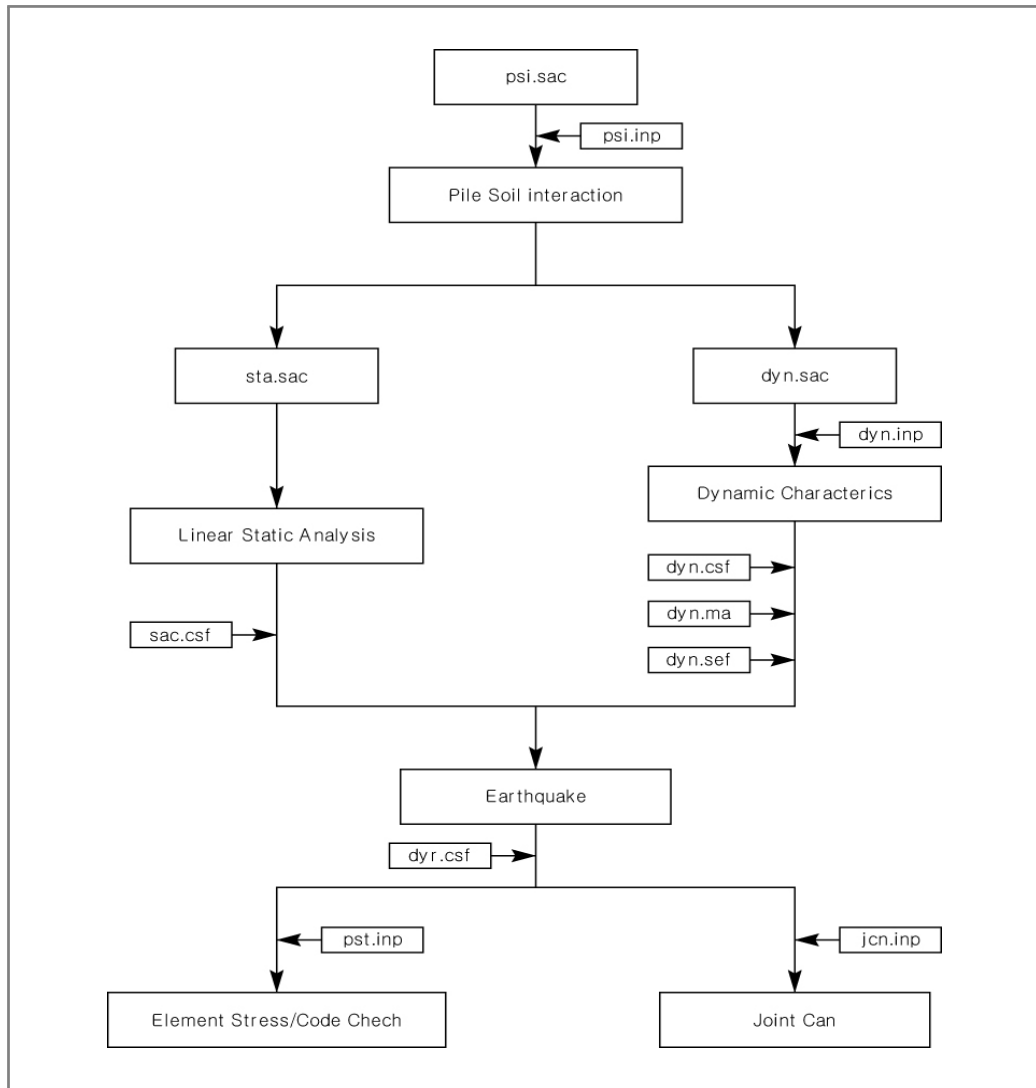 psi.sac
psi.inp
Pile Soil interaction
sta.sac
dyn.sac
dyn.inp
Dynamic Characterics
Linear Static Analysis
dyn.csf
dyn.ma
sac.csf
dyn.sef
Earthquake
dyr.csf
pst.inp
jcn.inp
Element Stress/Code Chech
Joint Can